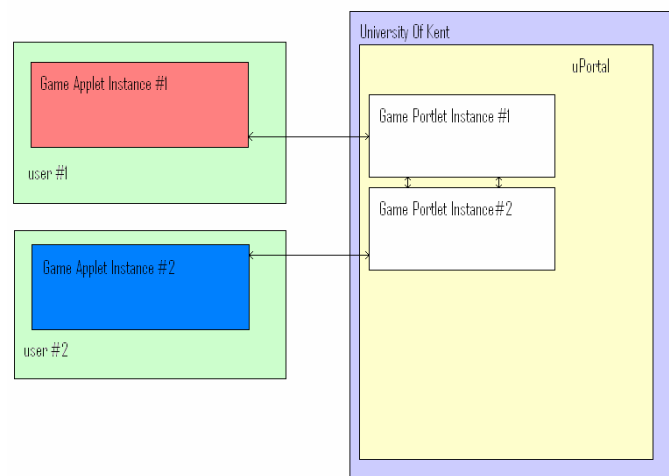 University Of Kent
uPortal
Game Applet Instance #1
user #1
Game Portlet Instance #1
Game Portlet Instance#2
Game Applet Instance #2
user #2